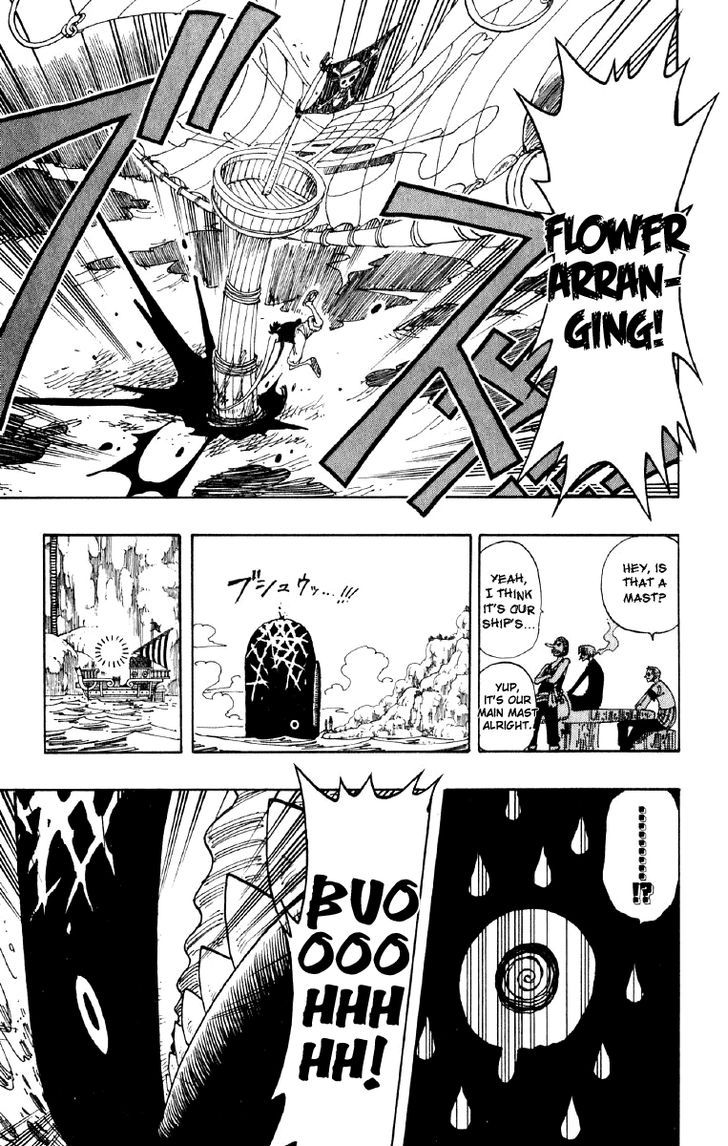 FLOWER
ARRAN-
GING!
HEY, IS
THAT A
MAST?
YEAH,
I THINK
IT'S OUR
SHIP'S...
YUP,
IT'S OUR
MAIN MAST
ALRIGHT.
ブシュウッ...!!!
.........!?
BUO
OOO
HHH
HH!